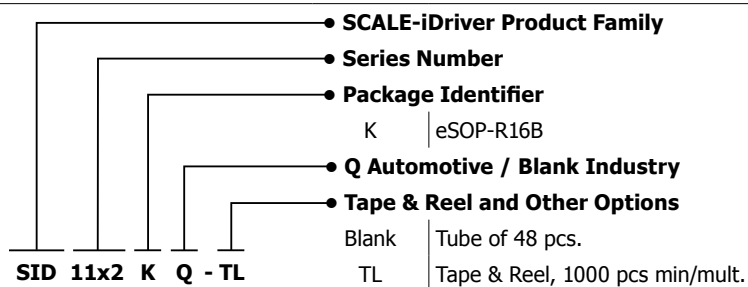 SCALE-iDriver Product Family
Series Number
Package Identifier
K eSOP-R16B
Q Automotive / Blank Industry
Tape & Reel and Other Options
Blank Tube of 48 pcs.
SID 11x2 K Q - TL TL Tape & Reel, 1000 pcs min/mult.